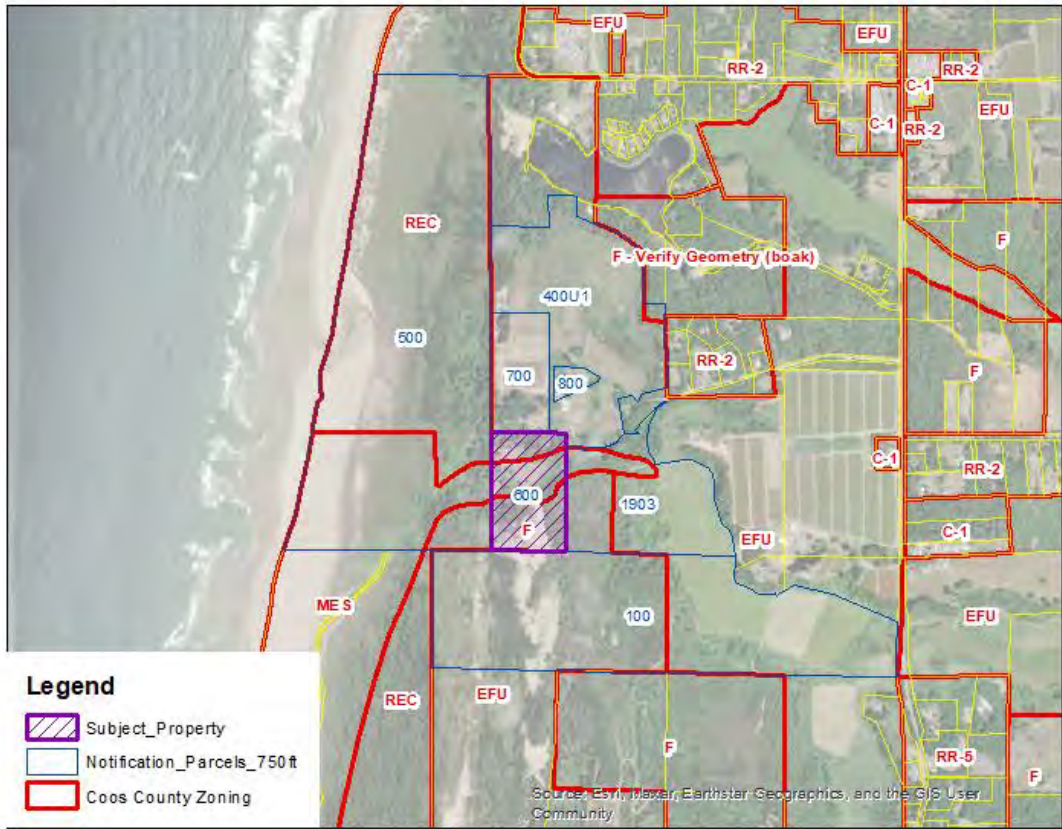 EFU
EFU
RR-2
RR-2
C-1
EFU
C-1
RR-2
REC
F
F - Verify Geometry (boak)
400U1
500
RR-2
700
800
F
C-1
RR-2
600
1903
F
C-1
EFU
MES
100
EFU
REC
EFU
F
RR-5
F
Legend
Subject_Property
Notification_Parcels_750ft
Coos County Zoning
Source: Esri, Maxar, Earthstar Geographics, and the GIS User
Community